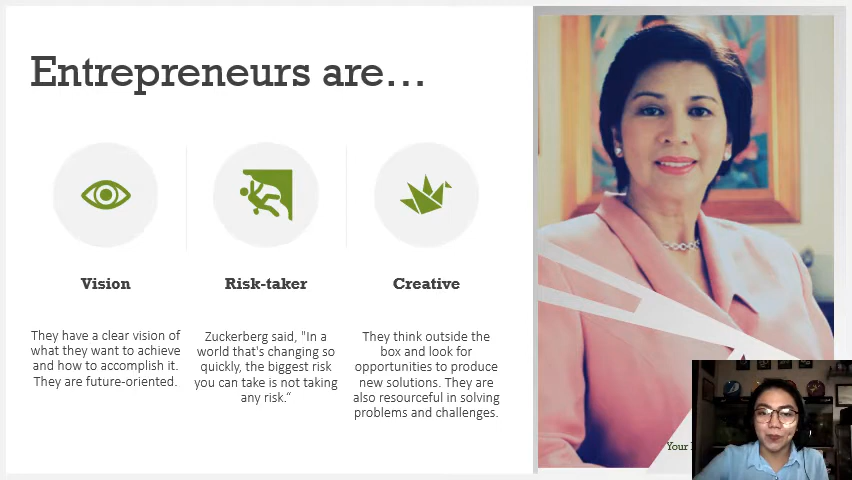 Entrepreneurs are…
Vision
Risk-taker
Creative
They have a clear vision of
what they want to achieve
and how to accomplish it.
They are future-oriented.
Zuckerberg said, "In a
world that's changing so
quickly, the biggest risk
you can take is not taking
any risk.“
They think outside the
box and look for
opportunities to produce
new solutions. They are
also resourceful in solving
problems and challenges.
Your